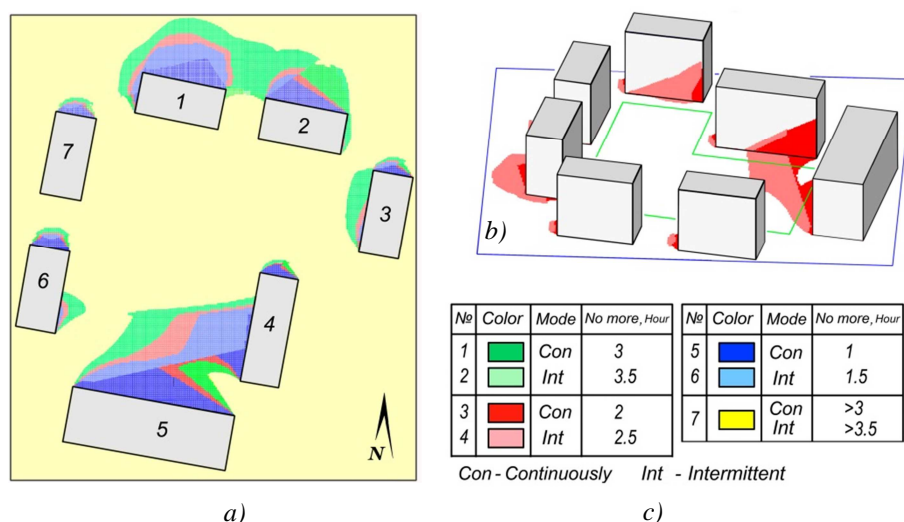 1
2
7
3
6
4
5
N
a)
b)
№ Color Mode No more, Hour
1 Con 3
2 Int 3.5
3 Con 2
4 Int 2.5
№ Color Mode No more, Hour
5 Con 1
6 Int 1.5
7 Con >3
Int >3.5
Con - Continuously Int - Intermittent
c)